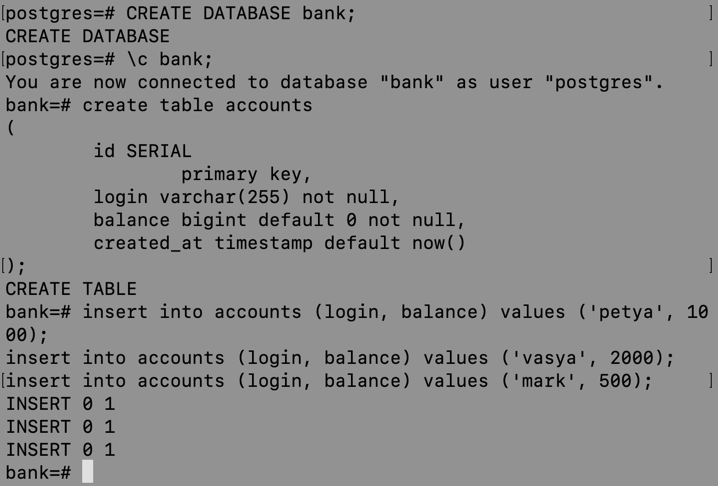 [postgres=# CREATE DATABASE bank; ]
CREATE DATABASE
[postgres=# \c bank; ]
You are now connected to database "bank" as user "postgres".
bank=# create table accounts
(
        id SERIAL
                primary key,
        login varchar(255) not null,
        balance bigint default 0 not null,
        created_at timestamp default now()
[); ]
CREATE TABLE
bank=# insert into accounts (login, balance) values ('petya', 10
00);
insert into accounts (login, balance) values ('vasya', 2000);
[insert into accounts (login, balance) values ('mark', 500); ]
INSERT 0 1
INSERT 0 1
INSERT 0 1
bank=#